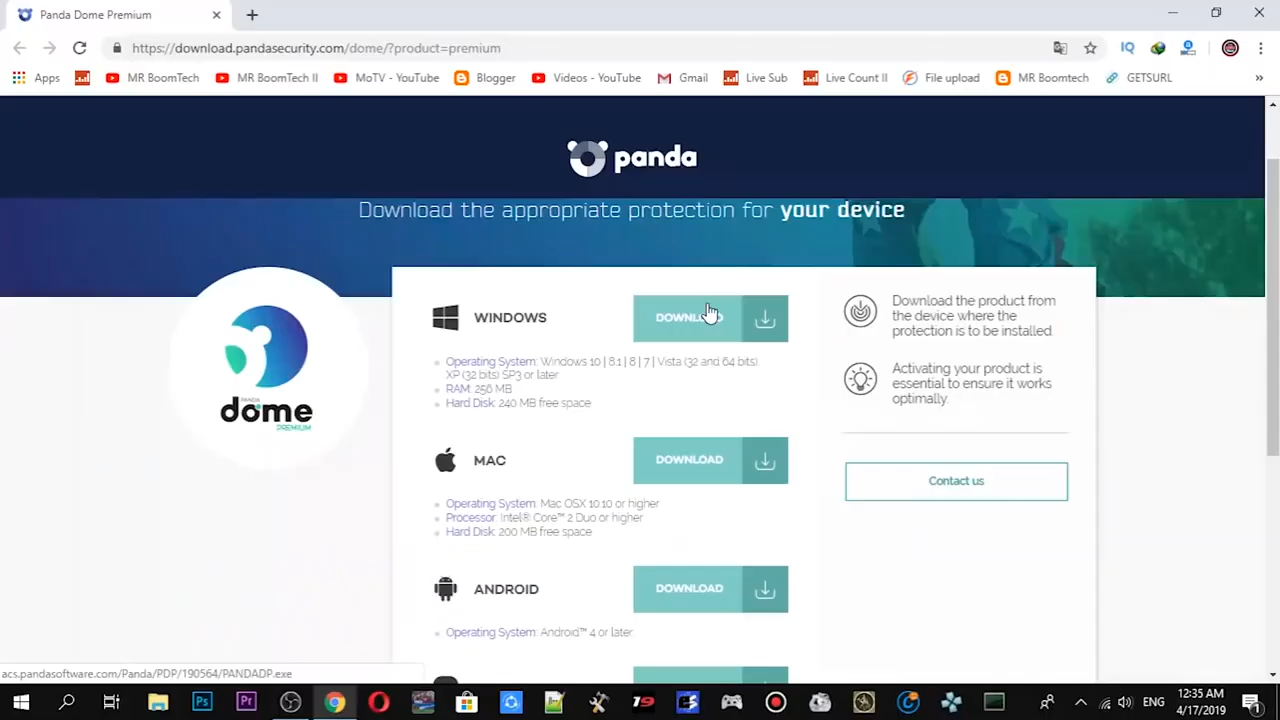 Panda Dome Premium
https://download.pandasecurity.com/dome/?product=premium
Apps
MR BoomTech
MR BoomTech II
MoTV - YouTube
Blogger
Videos - YouTube
Gmail
Live Sub
Live Count II
File upload
MR Boomtech
GETSURL
IQ
panda
Download the appropriate protection for your device
PANDA
dome
PREMIUM
WINDOWS
DOWNLOAD
Operating System: Windows 10 | 8.1 | 8 | 7 | Vista (32 and 64 bits).
XP (32 bits) SP3 or later
RAM: 256 MB
Hard Disk: 240 MB free space
MAC
DOWNLOAD
Operating System: Mac OSX 10.10 or higher
Processor: Intel® Core™ 2 Duo or higher
Hard Disk: 200 MB free space
ANDROID
DOWNLOAD
Operating System: Android™ 4 or later.
Download the product from
the device where the
protection is to be installed.
Activating your product is
essential to ensure it works
optimally.
Contact us
acs.pandasoftware.com/Panda/PDP/190564/PANDADP.exe
Ps
Pr
19
ENG
12:35 AM
4/17/2019
1